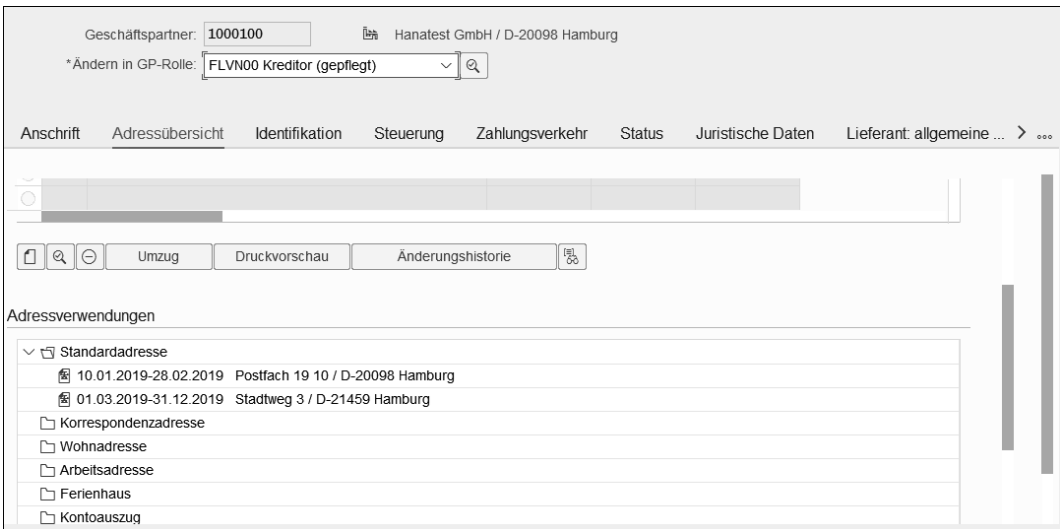 Geschäftspartner: 1000100 Hanatest GmbH / D-20098 Hamburg
*Ändern in GP-Rolle: FLVN00 Kreditor (gepflegt)
Anschrift Adressübersicht Identifikation Steuerung Zahlungsverkehr Status Juristische Daten Lieferant: allgemeine ...
Umzug Druckvorschau Änderungshistorie
Adressverwendungen
Standardadresse
10.01.2019-28.02.2019 Postfach 19 10 / D-20098 Hamburg
01.03.2019-31.12.2019 Stadtweg 3 / D-21459 Hamburg
Korrespondenzadresse
Wohnadresse
Arbeitsadresse
Ferienhaus
Kontoauszug